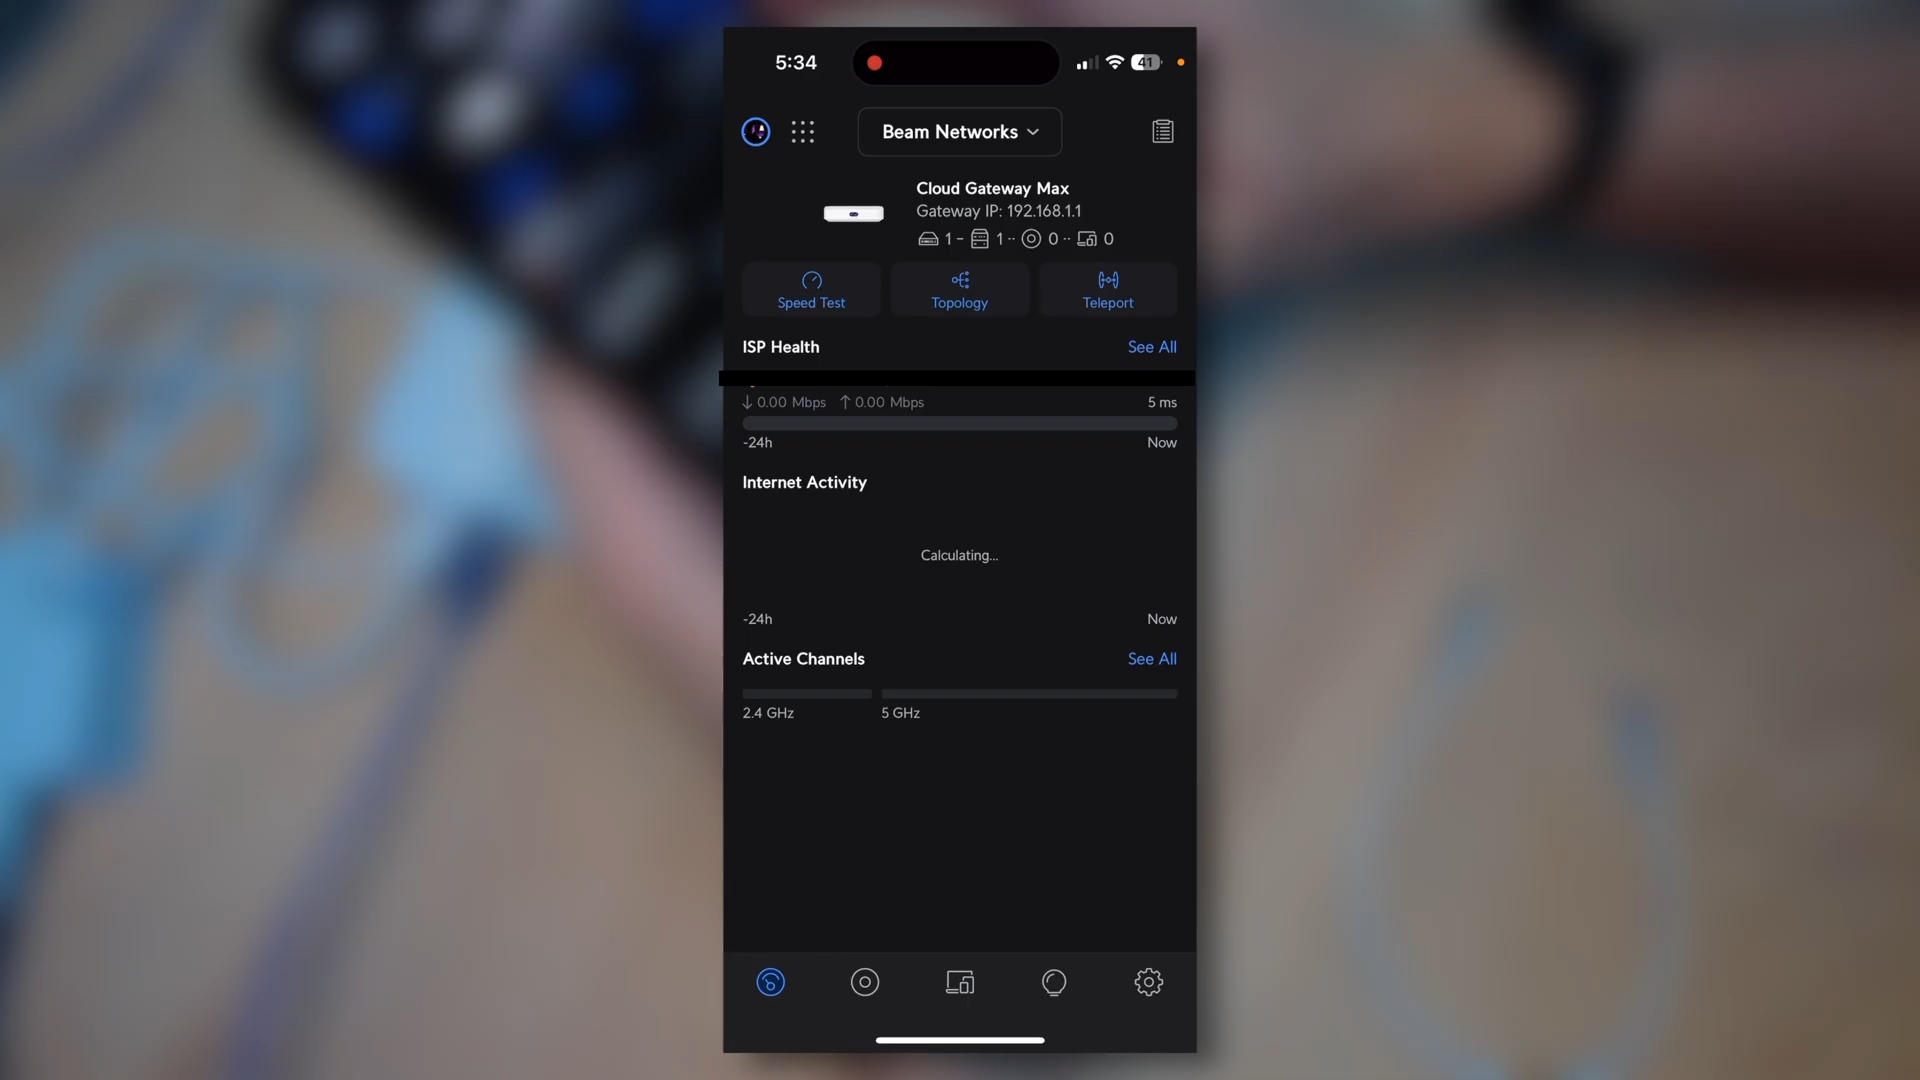 5:34
41
Beam Networks
Cloud Gateway Max
Gateway IP: 192.168.1.1
1 1 0 0
Speed Test Topology Teleport
ISP Health See All
↓ 0.00 Mbps ↑ 0.00 Mbps 5 ms
-24h Now
Internet Activity
Calculating...
-24h Now
Active Channels See All
2.4 GHz 5 GHz